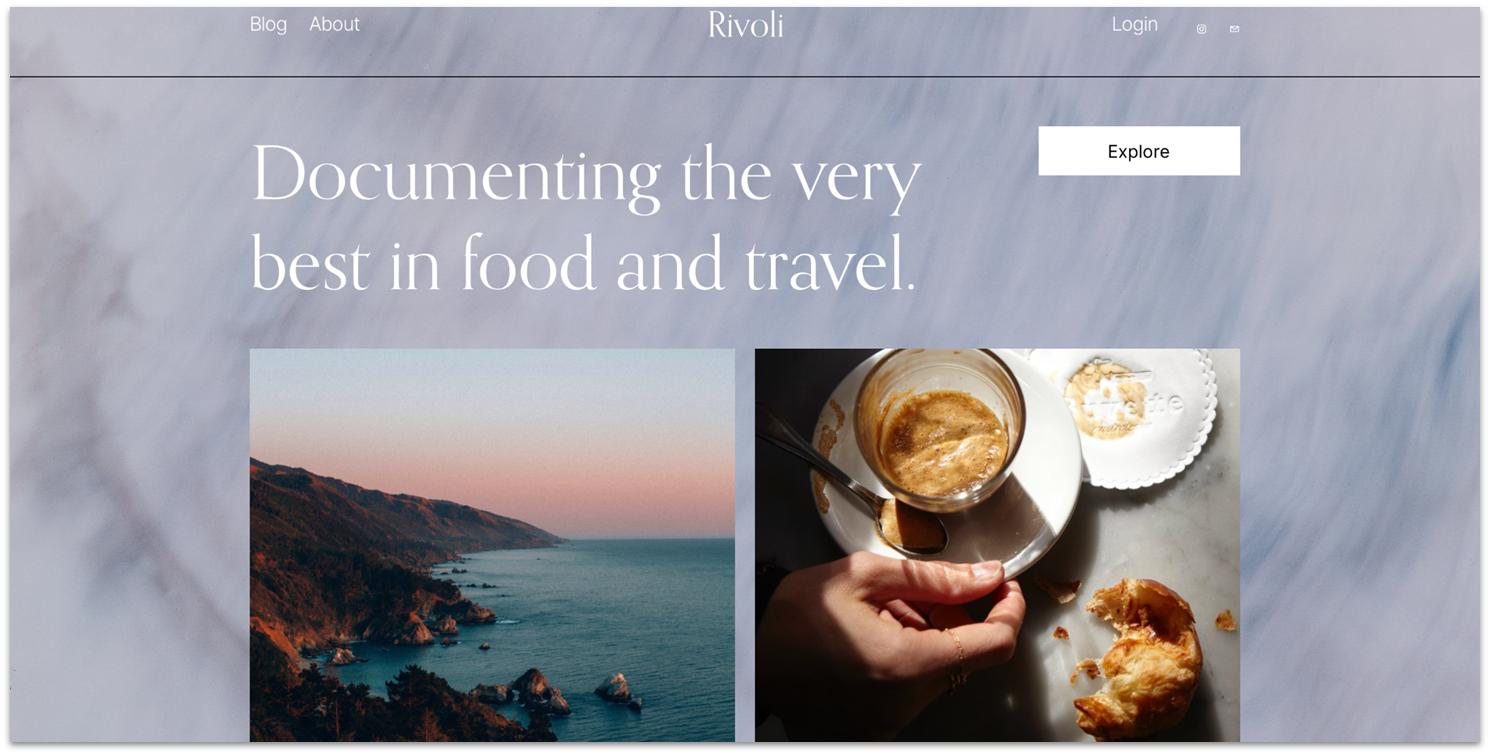 Blog About Rivoli Login
Explore
Documenting the very
best in food and travel.